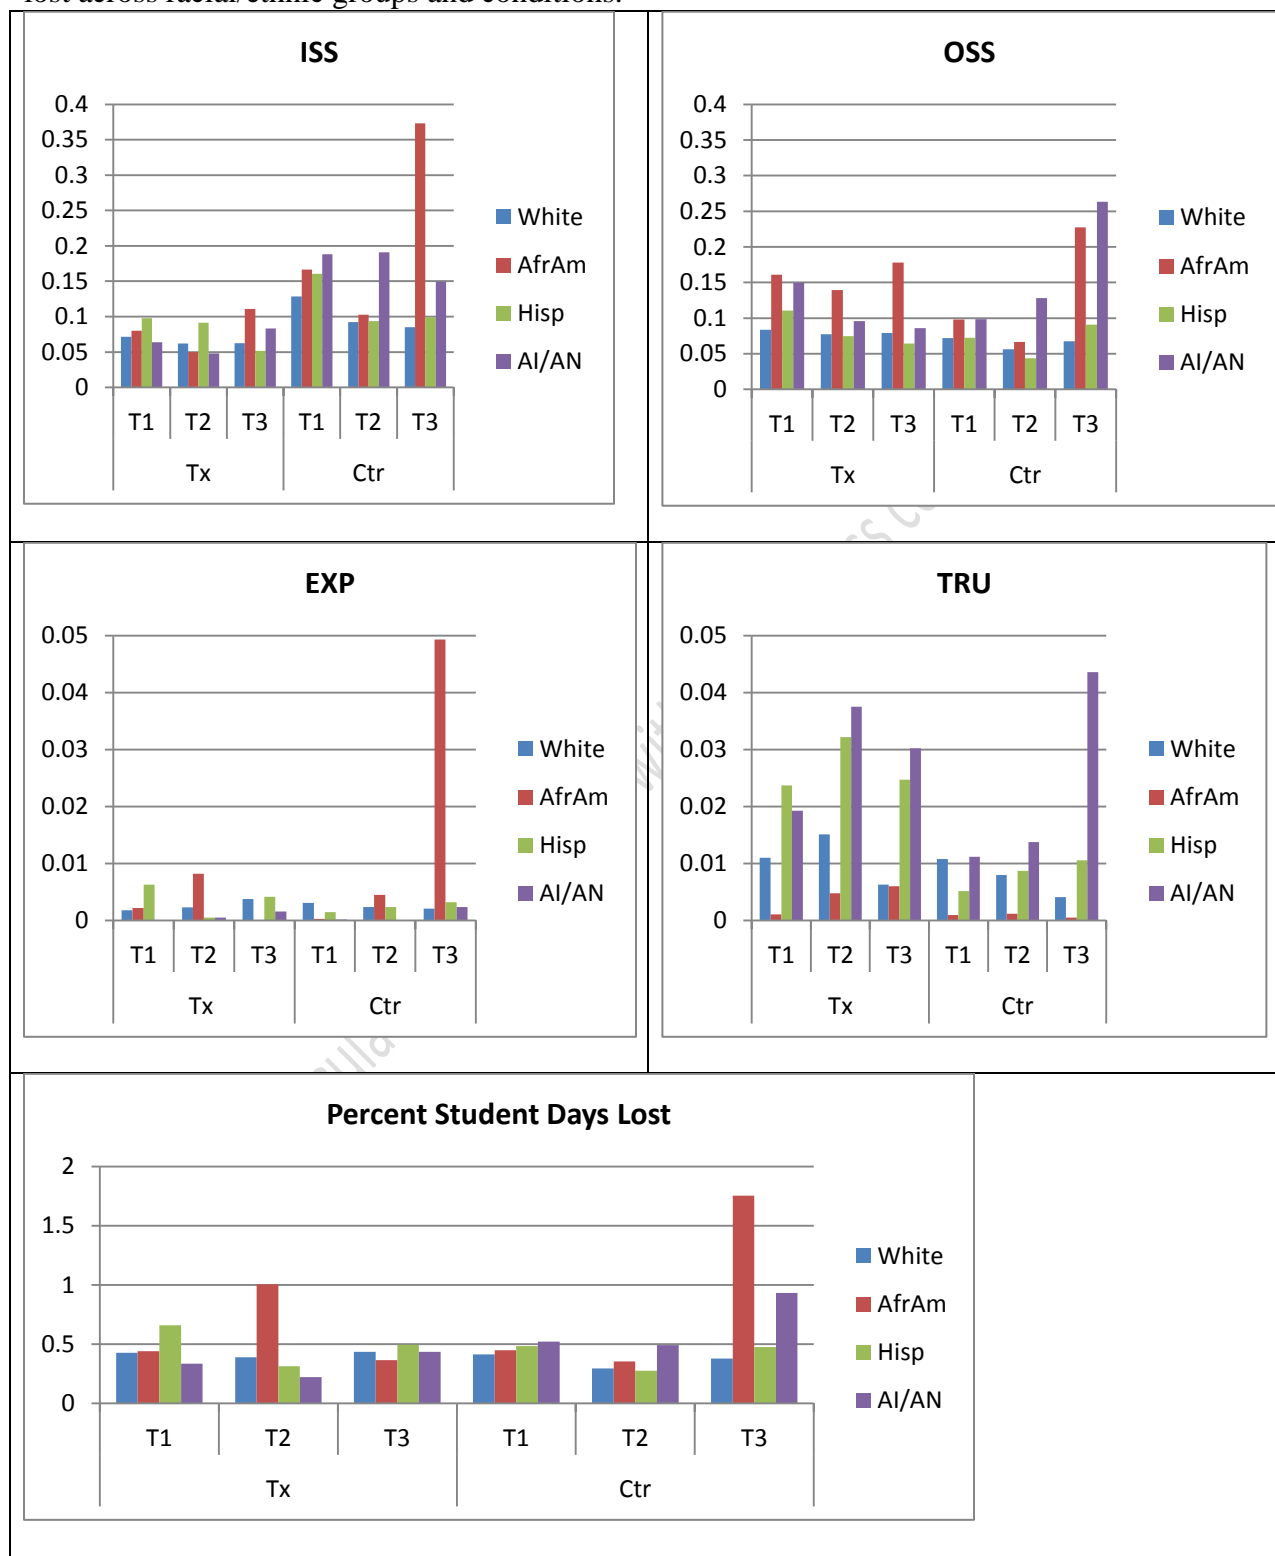 lost across racial/ethnic groups and conditions.
ISS
0.4
0.35
0.3
0.25
0.2
0.15
0.1
0.05
0
T1 T2 T3 T1 T2 T3
Tx Ctr
White
AfrAm
Hisp
AI/AN
OSS
0.4
0.35
0.3
0.25
0.2
0.15
0.1
0.05
0
T1 T2 T3 T1 T2 T3
Tx Ctr
White
AfrAm
Hisp
AI/AN
EXP
0.05
0.04
0.03
0.02
0.01
0
T1 T2 T3 T1 T2 T3
Tx Ctr
White
AfrAm
Hisp
AI/AN
TRU
0.05
0.04
0.03
0.02
0.01
0
T1 T2 T3 T1 T2 T3
Tx Ctr
White
AfrAm
Hisp
AI/AN
Percent Student Days Lost
2
1.5
1
0.5
0
T1 T2 T3 T1 T2 T3
Tx Ctr
White
AfrAm
Hisp
AI/AN